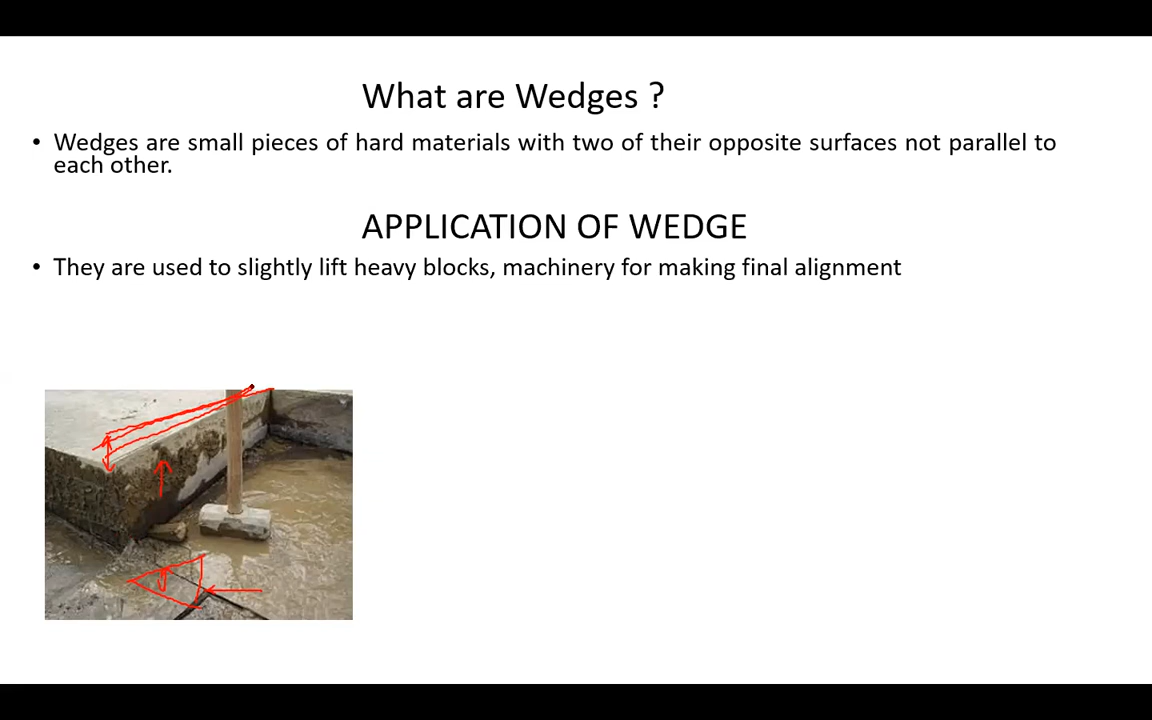 What are Wedges ?
• Wedges are small pieces of hard materials with two of their opposite surfaces not parallel to
each other.
APPLICATION OF WEDGE
• They are used to slightly lift heavy blocks, machinery for making final alignment